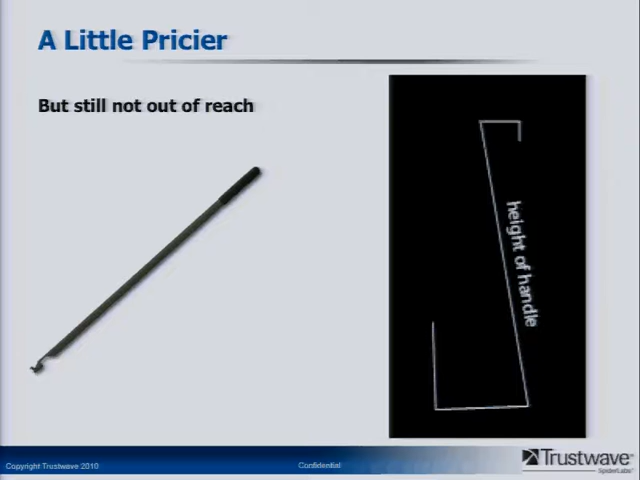 A Little Pricier
But still not out of reach
height of handle
Copyright Trustwave 2010
Confidential
Trustwave®
SpiderLabs®